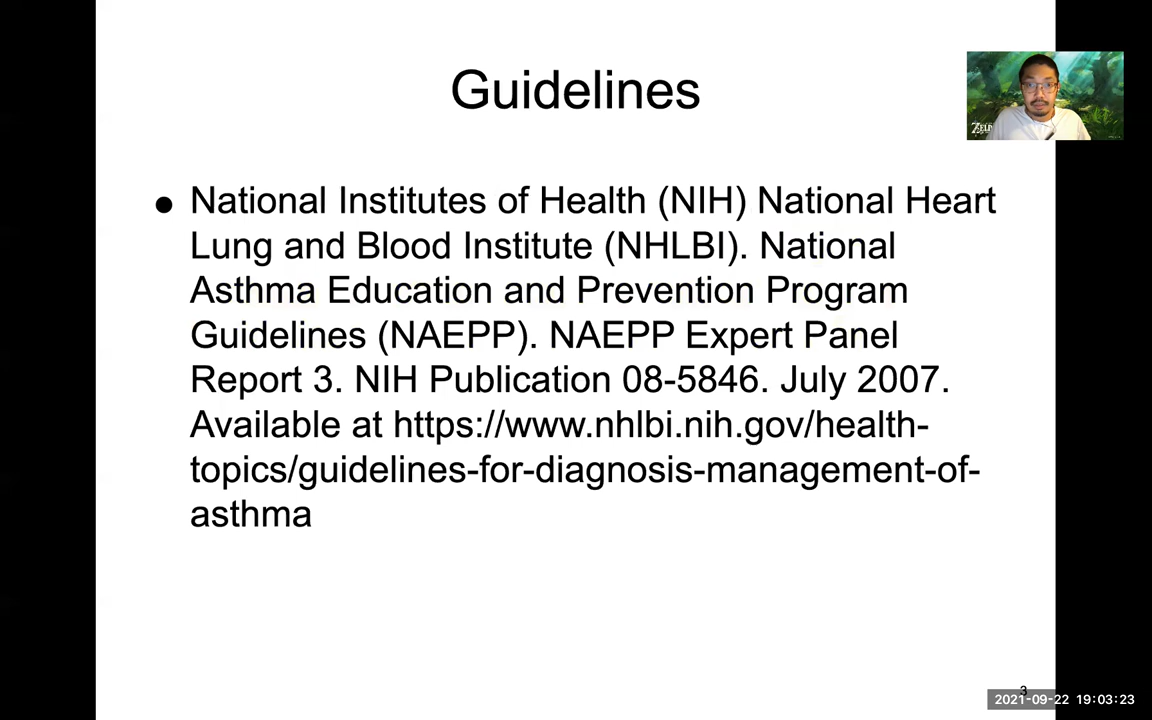 Guidelines
• National Institutes of Health (NIH) National Heart
Lung and Blood Institute (NHLBI). National
Asthma Education and Prevention Program
Guidelines (NAEPP). NAEPP Expert Panel
Report 3. NIH Publication 08-5846. July 2007.
Available at https://www.nhlbi.nih.gov/health-
topics/guidelines-for-diagnosis-management-of-
asthma
3
2021-09-22 19:03:23